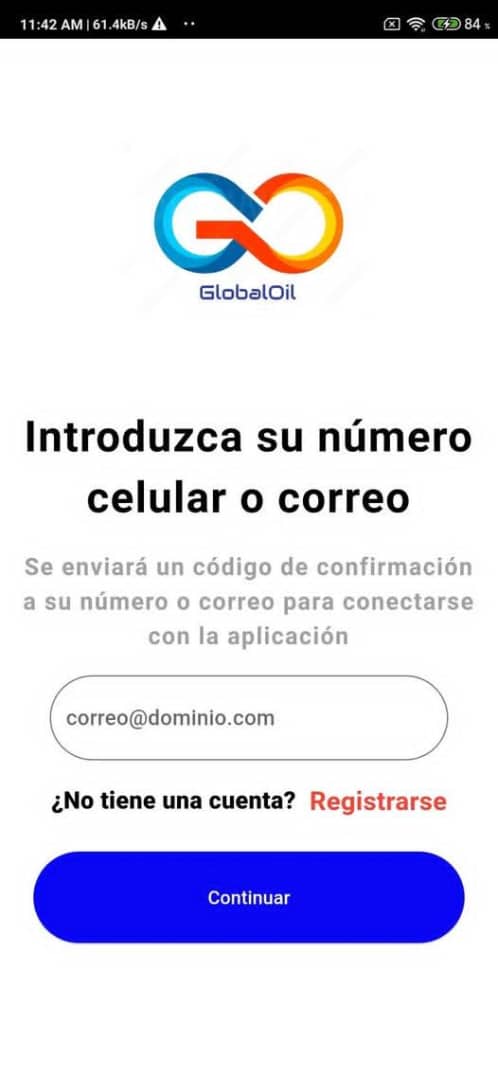 11:42 AM | 61.4kB/s
84 %
GlobalOil
Introduzca su número
celular o correo
Se enviará un código de confirmación
a su número o correo para conectarse
con la aplicación
correo@dominio.com
¿No tiene una cuenta? Registrarse
Continuar